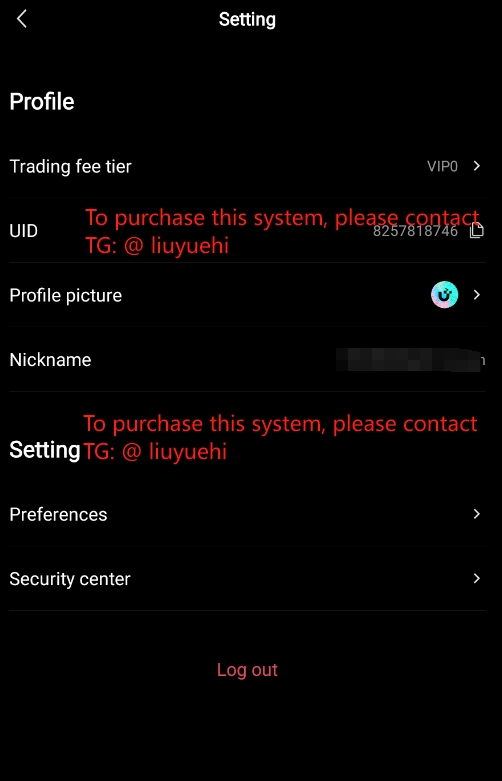 Setting
Profile
Trading fee tier VIP0
To purchase this system, please contact
UID 8257818746
TG: @ liuyuehi
Profile picture
Nickname
To purchase this system, please contact
Setting TG: @ liuyuehi
Preferences
Security center
Log out